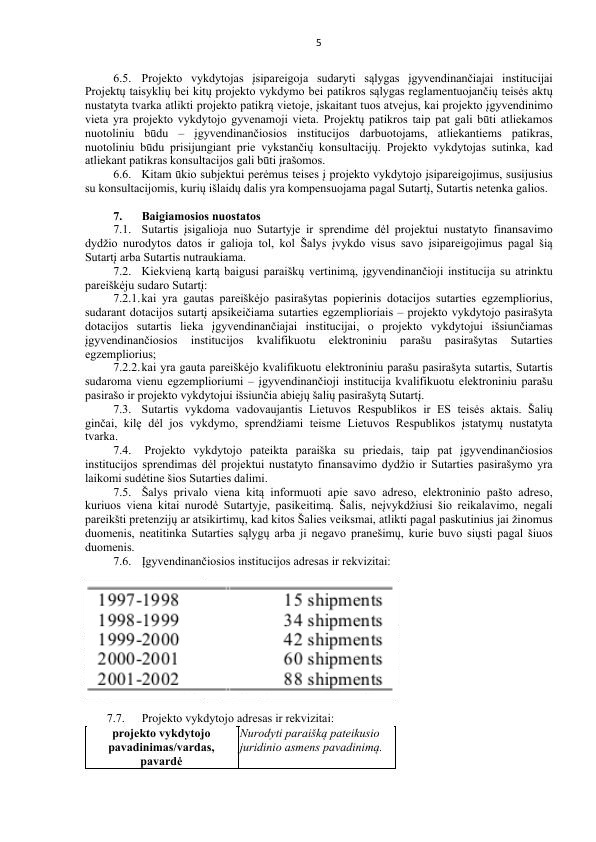 5
6.5. Projekto vykdytojas įsipareigoja sudaryti sąlygas įgyvendinančiajai institucijai
Projektų taisyklių bei kitų projekto vykdymo bei patikros sąlygas reglamentuojančių teisės aktų
nustatyta tvarka atlikti projekto patikrą vietoje, įskaitant tuos atvejus, kai projekto įgyvendinimo
vieta yra projekto vykdytojo gyvenamoji vieta. Projektų patikros taip pat gali būti atliekamos
nuotoliniu būdu – įgyvendinančiosios institucijos darbuotojams, atliekantiems patikras,
nuotoliniu būdu prisijungiant prie vykstančių konsultacijų. Projekto vykdytojas sutinka, kad
atliekant patikras konsultacijos gali būti įrašomos.
6.6. Kitam ūkio subjektui perėmus teises į projekto vykdytojo įsipareigojimus, susijusius
su konsultacijomis, kurių išlaidų dalis yra kompensuojama pagal Sutartį, Sutartis netenka galios.
7. Baigiamosios nuostatos
7.1. Sutartis įsigalioja nuo Sutartyje ir sprendime dėl projektui nustatyto finansavimo
dydžio nurodytos datos ir galioja tol, kol Šalys įvykdo visus savo įsipareigojimus pagal šią
Sutartį arba Sutartis nutraukiama.
7.2. Kiekvieną kartą baigusi paraiškų vertinimą, įgyvendinančioji institucija su atrinktu
pareiškėju sudaro Sutartį:
7.2.1. kai yra gautas pareiškėjo pasirašytas popierinis dotacijos sutarties egzempliorius,
sudarant dotacijos sutartį apsikeičiama sutarties egzemplioriais – projekto vykdytojo pasirašyta
dotacijos sutartis lieka įgyvendinančiajai institucijai, o projekto vykdytojui išsiunčiamas
įgyvendinančiosios institucijos kvalifikuotu elektroniniu parašu pasirašytas Sutarties
egzempliorius;
7.2.2. kai yra gauta pareiškėjo kvalifikuotu elektroniniu parašu pasirašyta sutartis, Sutartis
sudaroma vienu egzemplioriumi – įgyvendinančioji institucija kvalifikuotu elektroniniu parašu
pasirašo ir projekto vykdytojui išsiunčia abiejų šalių pasirašytą Sutartį.
7.3. Sutartis vykdoma vadovaujantis Lietuvos Respublikos ir ES teisės aktais. Šalių
ginčai, kilę dėl jos vykdymo, sprendžiami teisme Lietuvos Respublikos įstatymų nustatyta
tvarka.
7.4. Projekto vykdytojo pateikta paraiška su priedais, taip pat įgyvendinančiosios
institucijos sprendimas dėl projektui nustatyto finansavimo dydžio ir Sutarties pasirašymo yra
laikomi sudėtine šios Sutarties dalimi.
7.5. Šalys privalo viena kitą informuoti apie savo adreso, elektroninio pašto adreso,
kuriuos viena kitai nurodė Sutartyje, pasikeitimą. Šalis, neįvykdžiusi šio reikalavimo, negali
pareikšti pretenzijų ar atsikirtimų, kad kitos Šalies veiksmai, atlikti pagal paskutinius jai žinomus
duomenis, neatitinka Sutarties sąlygų arba ji negavo pranešimų, kurie buvo siųsti pagal šiuos
duomenis.
7.6. Įgyvendinančiosios institucijos adresas ir rekvizitai:
1997-1998 15 shipments
1998-1999 34 shipments
1999-2000 42 shipments
2000-2001 60 shipments
2001-2002 88 shipments
7.7. Projekto vykdytojo adresas ir rekvizitai:
projekto vykdytojo Nurodyti paraišką pateikusio
pavadinimas/vardas, juridinio asmens pavadinimą.
pavardė